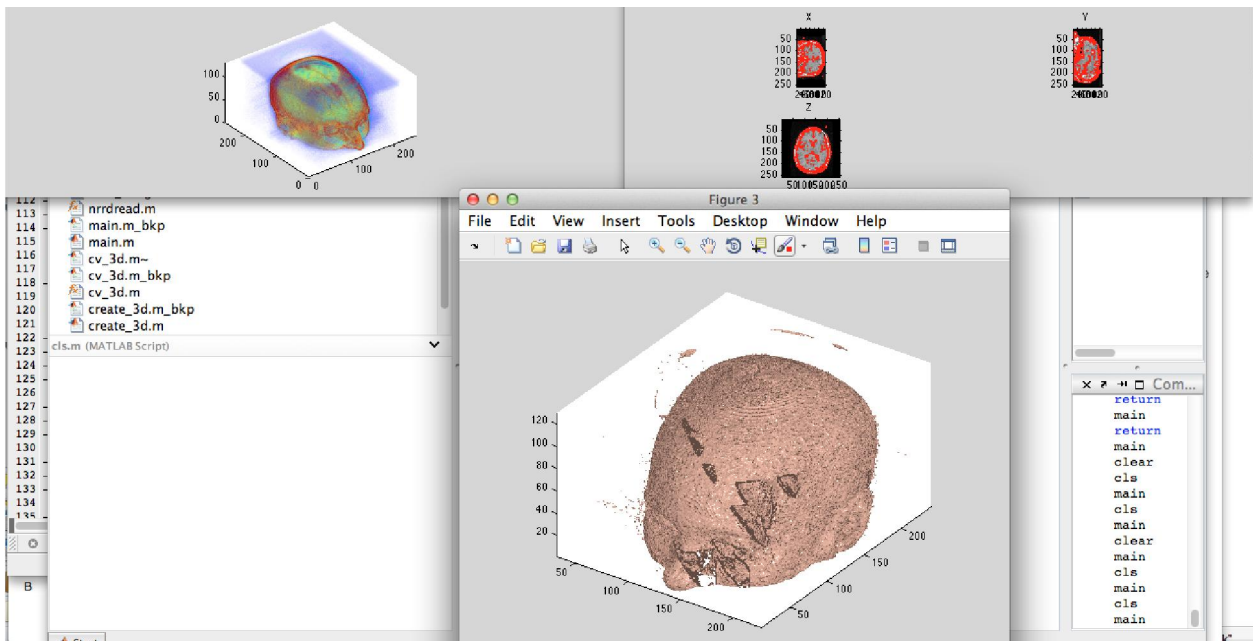 100
50
0
200
100
0
0
100
200
X
50
100
150
200
250
Y
50
100
150
200
250
Z
50
100
150
200
250
112
113
114
115
116
117
118
119
120
121
122
123
124
125
126
127
128
129
130
131
132
133
134
135
nrrdread.m
main.m_bkp
main.m
cv_3d.m~
cv_3d.m_bkp
cv_3d.m
create_3d.m_bkp
create_3d.m
cls.m (MATLAB Script)
B
Figure 3
File Edit View Insert Tools Desktop Window Help
120
100
80
60
40
20
50
100
150
200
50
100
150
200
Com...
return
main
return
main
clear
cls
main
cls
main
clear
main
cls
main
cls
main